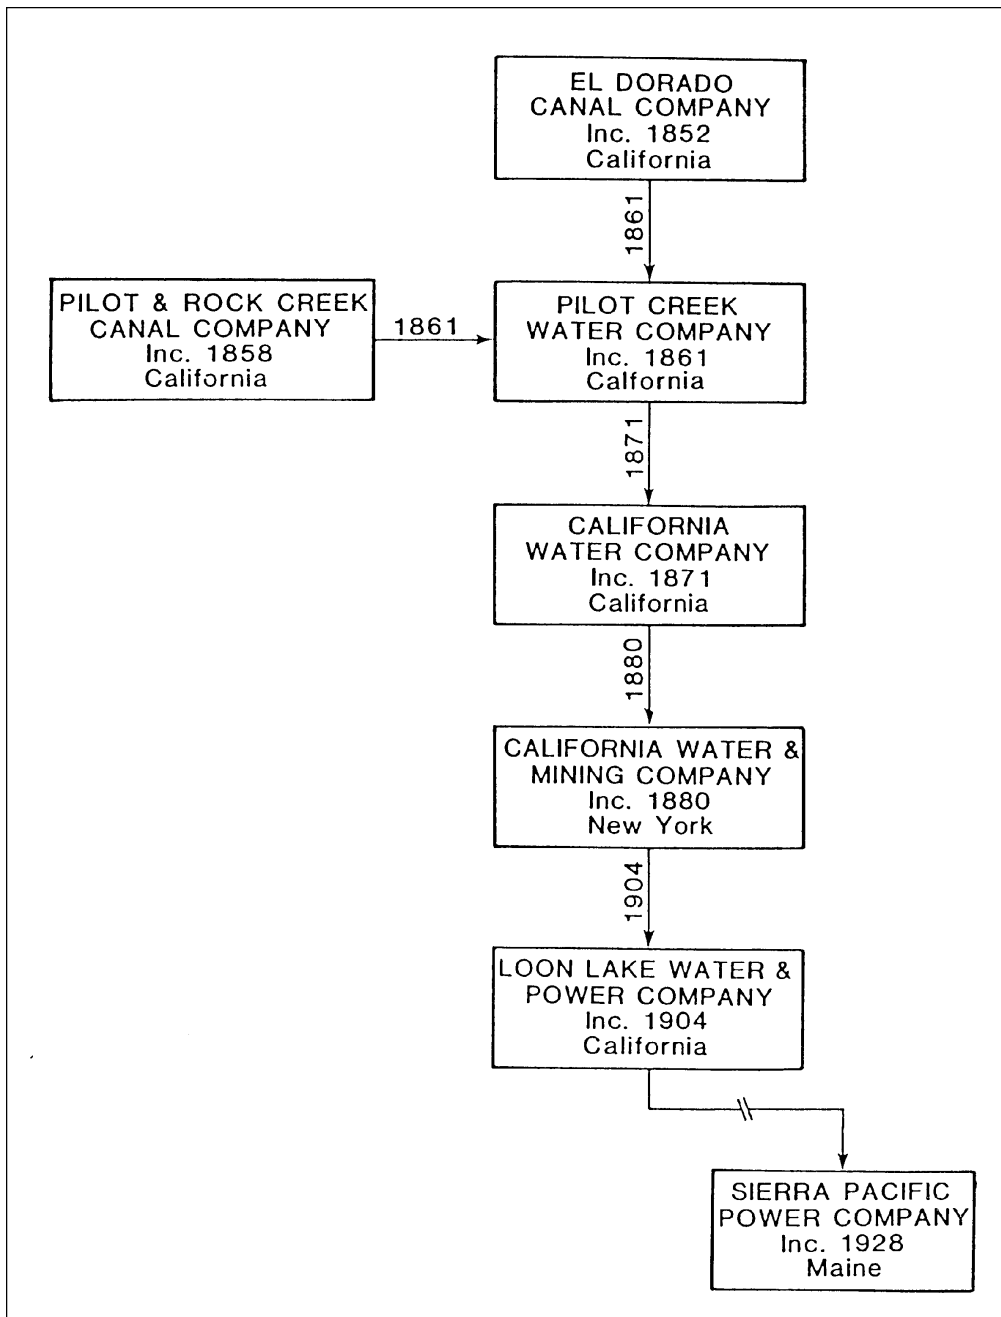 EL DORADO
CANAL COMPANY
Inc. 1852
California
1861
PILOT & ROCK CREEK
CANAL COMPANY
Inc. 1858
California
1861
PILOT CREEK
WATER COMPANY
Inc. 1861
Calfornia
1871
CALIFORNIA
WATER COMPANY
Inc. 1871
California
1880
CALIFORNIA WATER &
MINING COMPANY
Inc. 1880
New York
1904
LOON LAKE WATER &
POWER COMPANY
Inc. 1904
California
SIERRA PACIFIC
POWER COMPANY
Inc. 1928
Maine